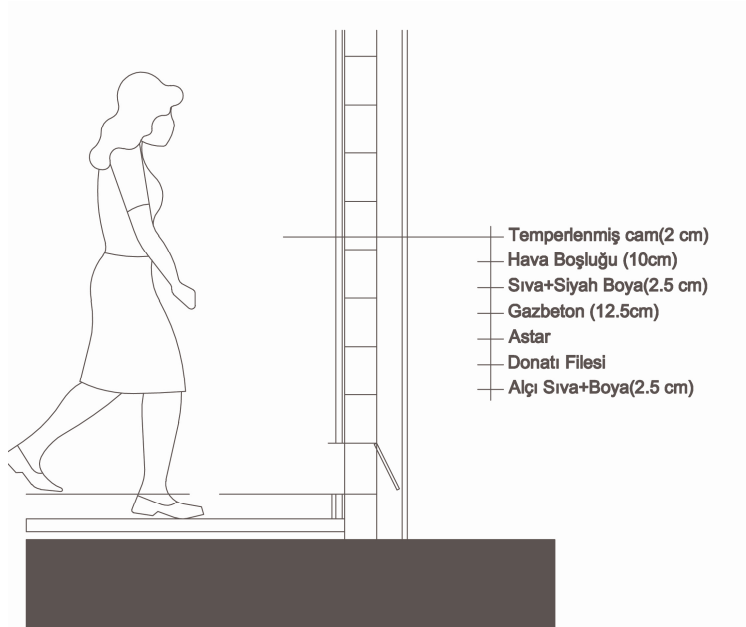 Temperlenmiş cam(2 cm)
Hava Boşluğu (10cm)
Sıva+Siyah Boya(2.5 cm)
Gazbeton (12.5cm)
Astar
Donatı Filesi
Alçı Sıva+Boya(2.5 cm)